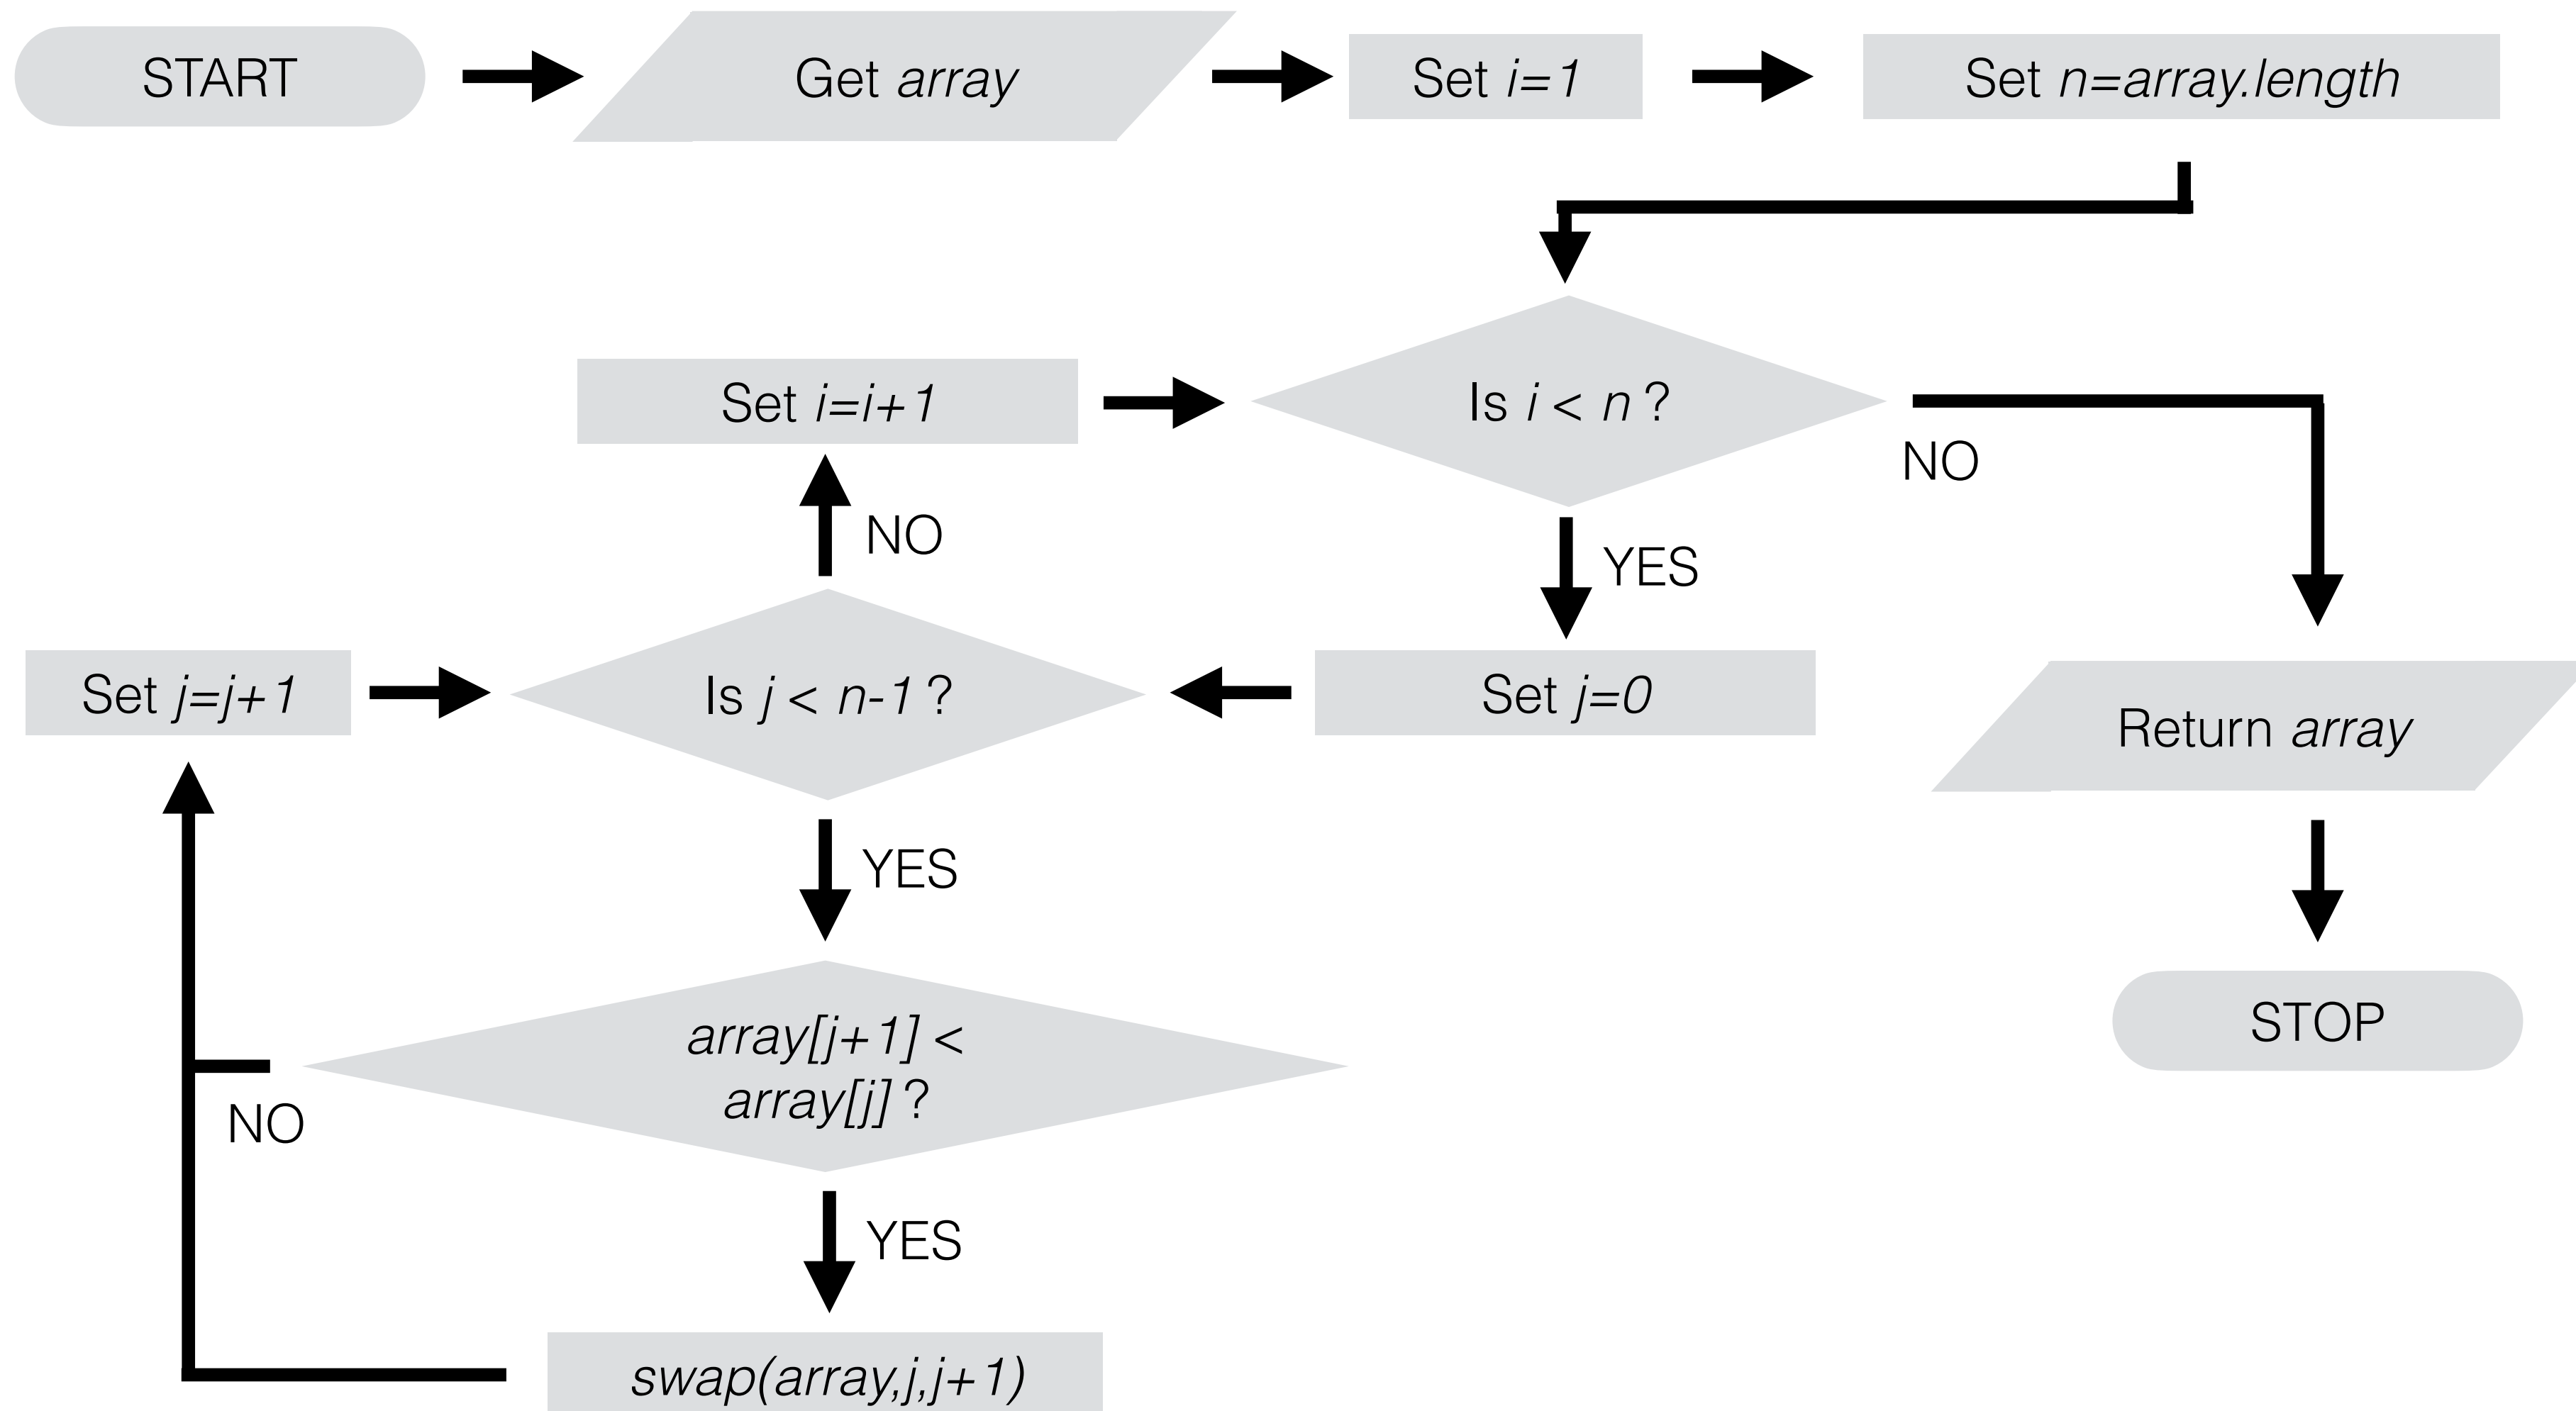 START
Get array
Set i=1
Set n=array.length
Set i=i+1
Is i < n ?
NO
NO
YES
Set j=j+1
Is j < n-1 ?
Set j=0
Return array
YES
array[j+1] <
array[j] ?
STOP
NO
YES
swap(array,j,j+1)